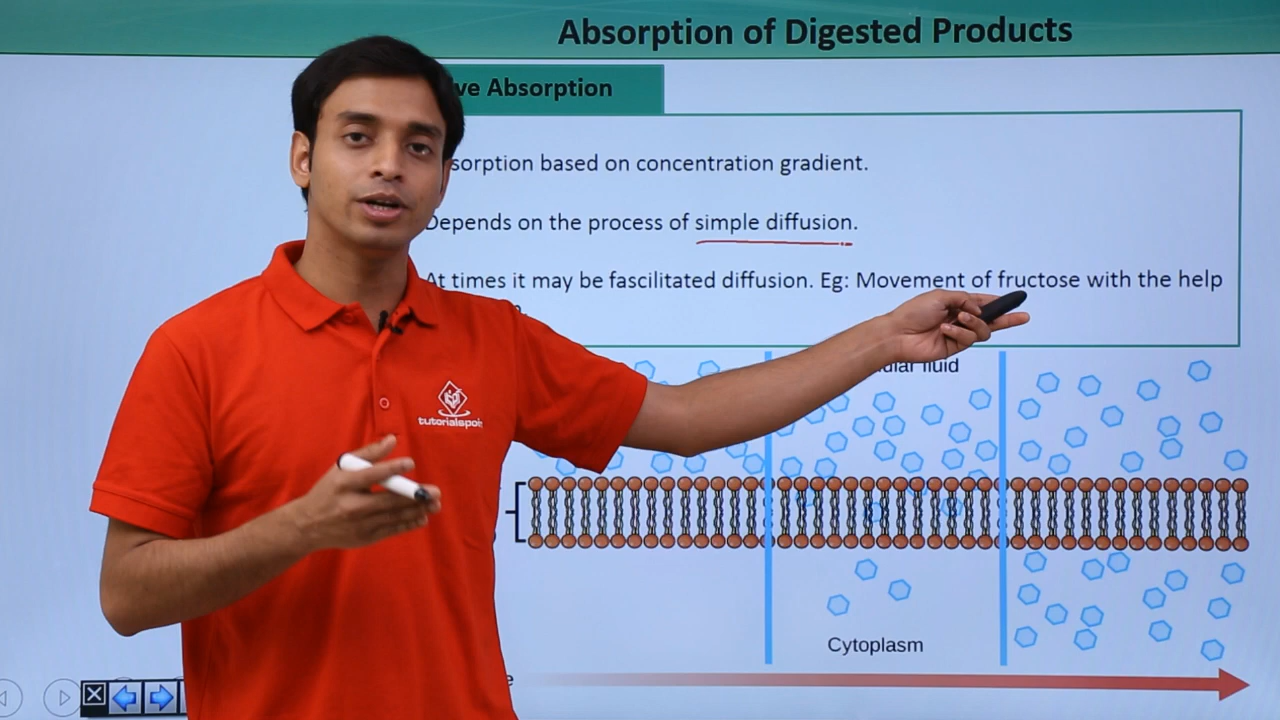 Absorption of Digested Products
ve Absorption
sorption based on concentration gradient.
Depends on the process of simple diffusion.
At times it may be fascilitated diffusion. Eg: Movement of fructose with the help
ular fluid
tutorialspoi
Cytoplasm